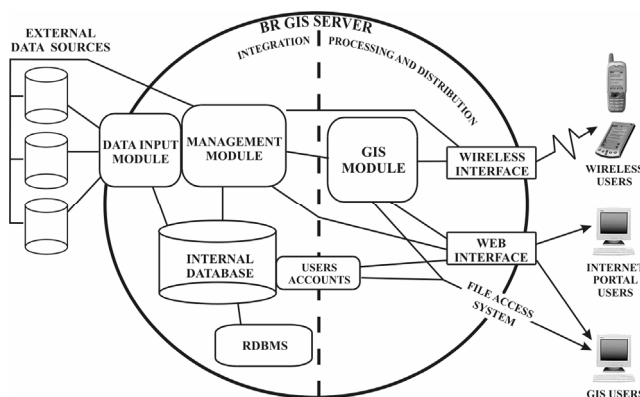 EXTERNAL
DATA SOURCES
BR GIS SERVER
INTEGRATION
PROCESSING AND DISTRIBUTION
DATA INPUT
MODULE
MANAGEMENT
MODULE
GIS
MODULE
WIRELESS
INTERFACE
WIRELESS
USERS
INTERNAL
DATABASE
USERS
ACCOUNTS
WEB
INTERFACE
INTERNET
PORTAL
USERS
FILE ACCESS
SYSTEM
RDBMS
GIS USERS